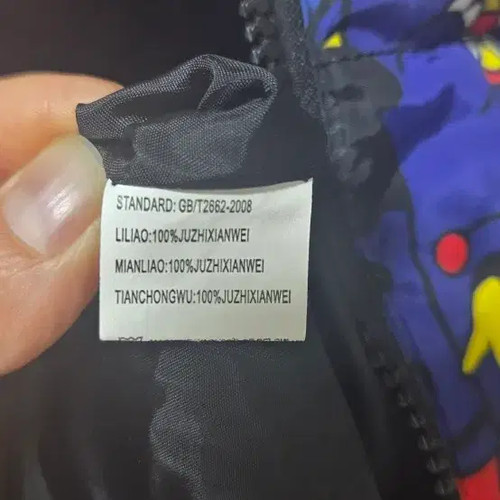 STANDARD: GB/T2662-2008
LILIAO:100%JUZHIXIANWEI
MIANLIAO:100%JUZHIXIANWEI
TIANCHONGWU:100%JUZHIXIANWEI